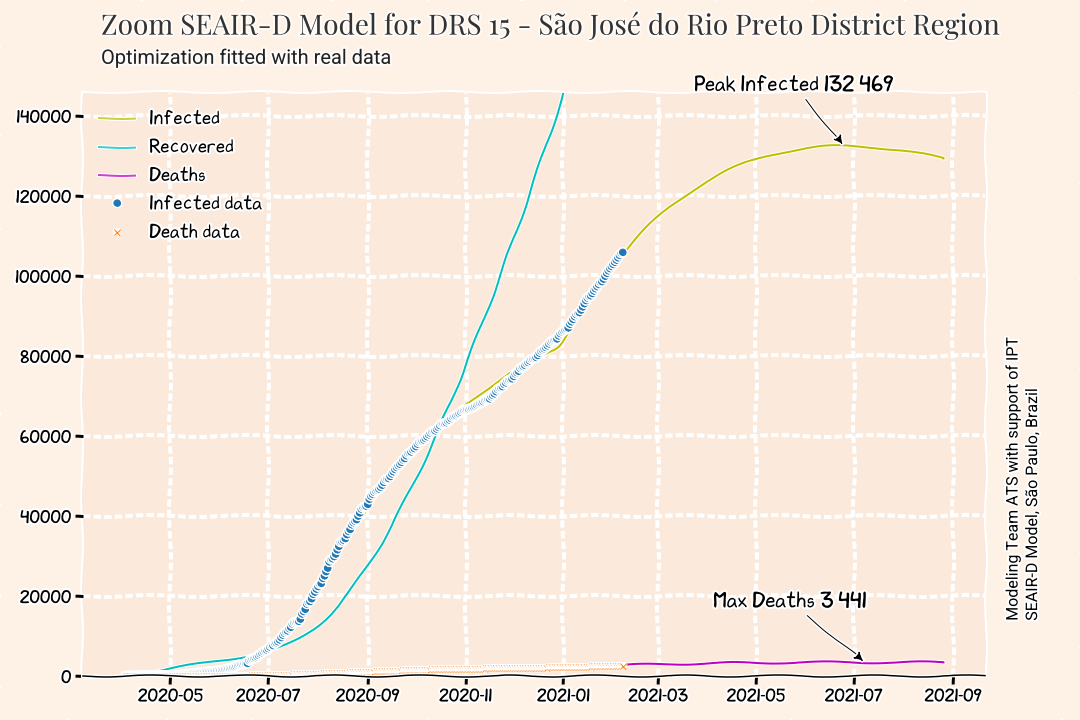 Zoom SEAIR-D Model for DRS 15 - São José do Rio Preto District Region
Optimization fitted with real data
Peak Infected 132 469
140000
120000
100000
80000
60000
40000
20000
0
Infected
Recovered
Deaths
Infected data
Death data
Max Deaths 3 441
2020-05
2020-07
2020-09
2020-11
2021-01
2021-03
2021-05
2021-07
2021-09
Modeling Team ATS with support of IPT
SEAIR-D Model, São Paulo, Brazil